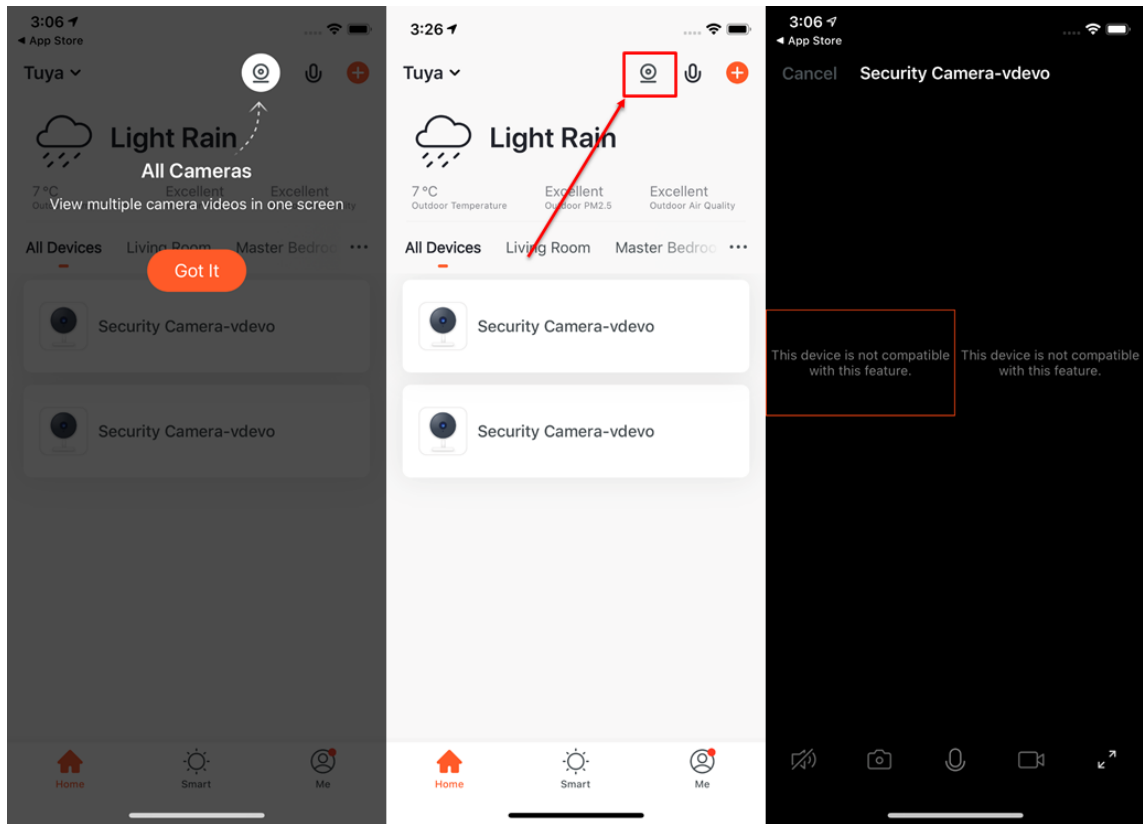 3:06
◀ App Store
Tuya
Light Rain
All Cameras
7 °C
Excellent
Excellent
View multiple camera videos in one screen
All Devices
Living Room
Master Bedroo
Got It
Security Camera-vdevo
Security Camera-vdevo
Home
Smart
Me
3:26
Tuya
Light Rain
7 °C
Excellent
Excellent
Outdoor Temperature
Outdoor PM2.5
Outdoor Air Quality
All Devices
Living Room
Master Bedroo
Security Camera-vdevo
Security Camera-vdevo
Home
Smart
Me
3:06
◀ App Store
Cancel
Security Camera-vdevo
This device is not compatible
with this feature.
This device is not compatible
with this feature.